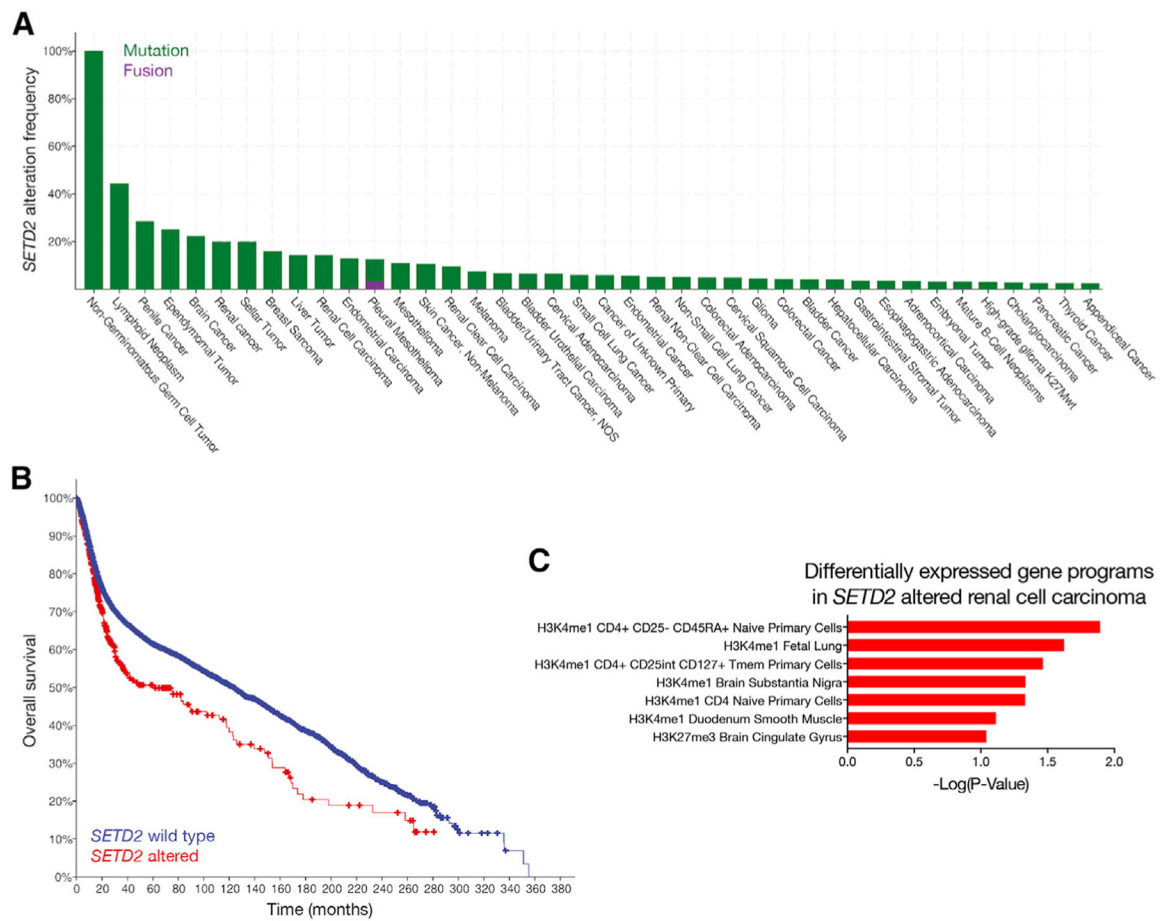 A
Mutation
Fusion
SETD2 alteration frequency
100%
80%
60%
40%
20%
Non-Germinomatous Germ Cell Tumor
Lymphoid Neoplasm
Penile Cancer
Ependymonal Tumor
Brain Cancer
Renal cancer
Sellar Tumor
Breast Sarcoma
Liver Tumor
Renal Cell Carcinoma
Endometrial Carcinoma
Pleural Mesothelioma
Mesothelioma
Skin Cancer, Non-Melanoma
Renal Clear Cell Carcinoma
Melanoma
Bladder/Urinary Tract Cancer, NOS
Bladder Urothelial Carcinoma
Cervical Adenocarcinoma
Small Cell Lung Cancer
Cancer of Unknown Primary
Endometrial Cancer
Renal Non-Clear Cell Carcinoma
Non-Small Cell Lung Cancer
Colorectal Adenocarcinoma
Cervical Squamous Cell Carcinoma
Glioma
Colorectal Cancer
Bladder Cancer
Hepatocellular Carcinoma
Gastrointestinal Stromal Tumor
Esophagogastric Adenocarcinoma
Adrenocortical Carcinoma
Embryonal Tumor
Mature B-Cell Neoplasms
High-grade glioma K27Mwt
Cholangiocarcinoma
Pancreatic Cancer
Thyroid Cancer
Appendiceal Cancer
B
Overall survival
100%
90%
80%
70%
60%
50%
40%
30%
20%
10%
0%
SETD2 wild type
SETD2 altered
0 20 40 60 80 100 120 140 160 180 200 220 240 260 280 300 320 340 360 380
Time (months)
C
Differentially expressed gene programs
in SETD2 altered renal cell carcinoma
H3K4me1 CD4+ CD25- CD45RA+ Naive Primary Cells
H3K4me1 Fetal Lung
H3K4me1 CD4+ CD25int CD127+ Tmem Primary Cells
H3K4me1 Brain Substantia Nigra
H3K4me1 CD4 Naive Primary Cells
H3K4me1 Duodenum Smooth Muscle
H3K27me3 Brain Cingulate Gyrus
0.0 0.5 1.0 1.5 2.0
-Log(P-Value)